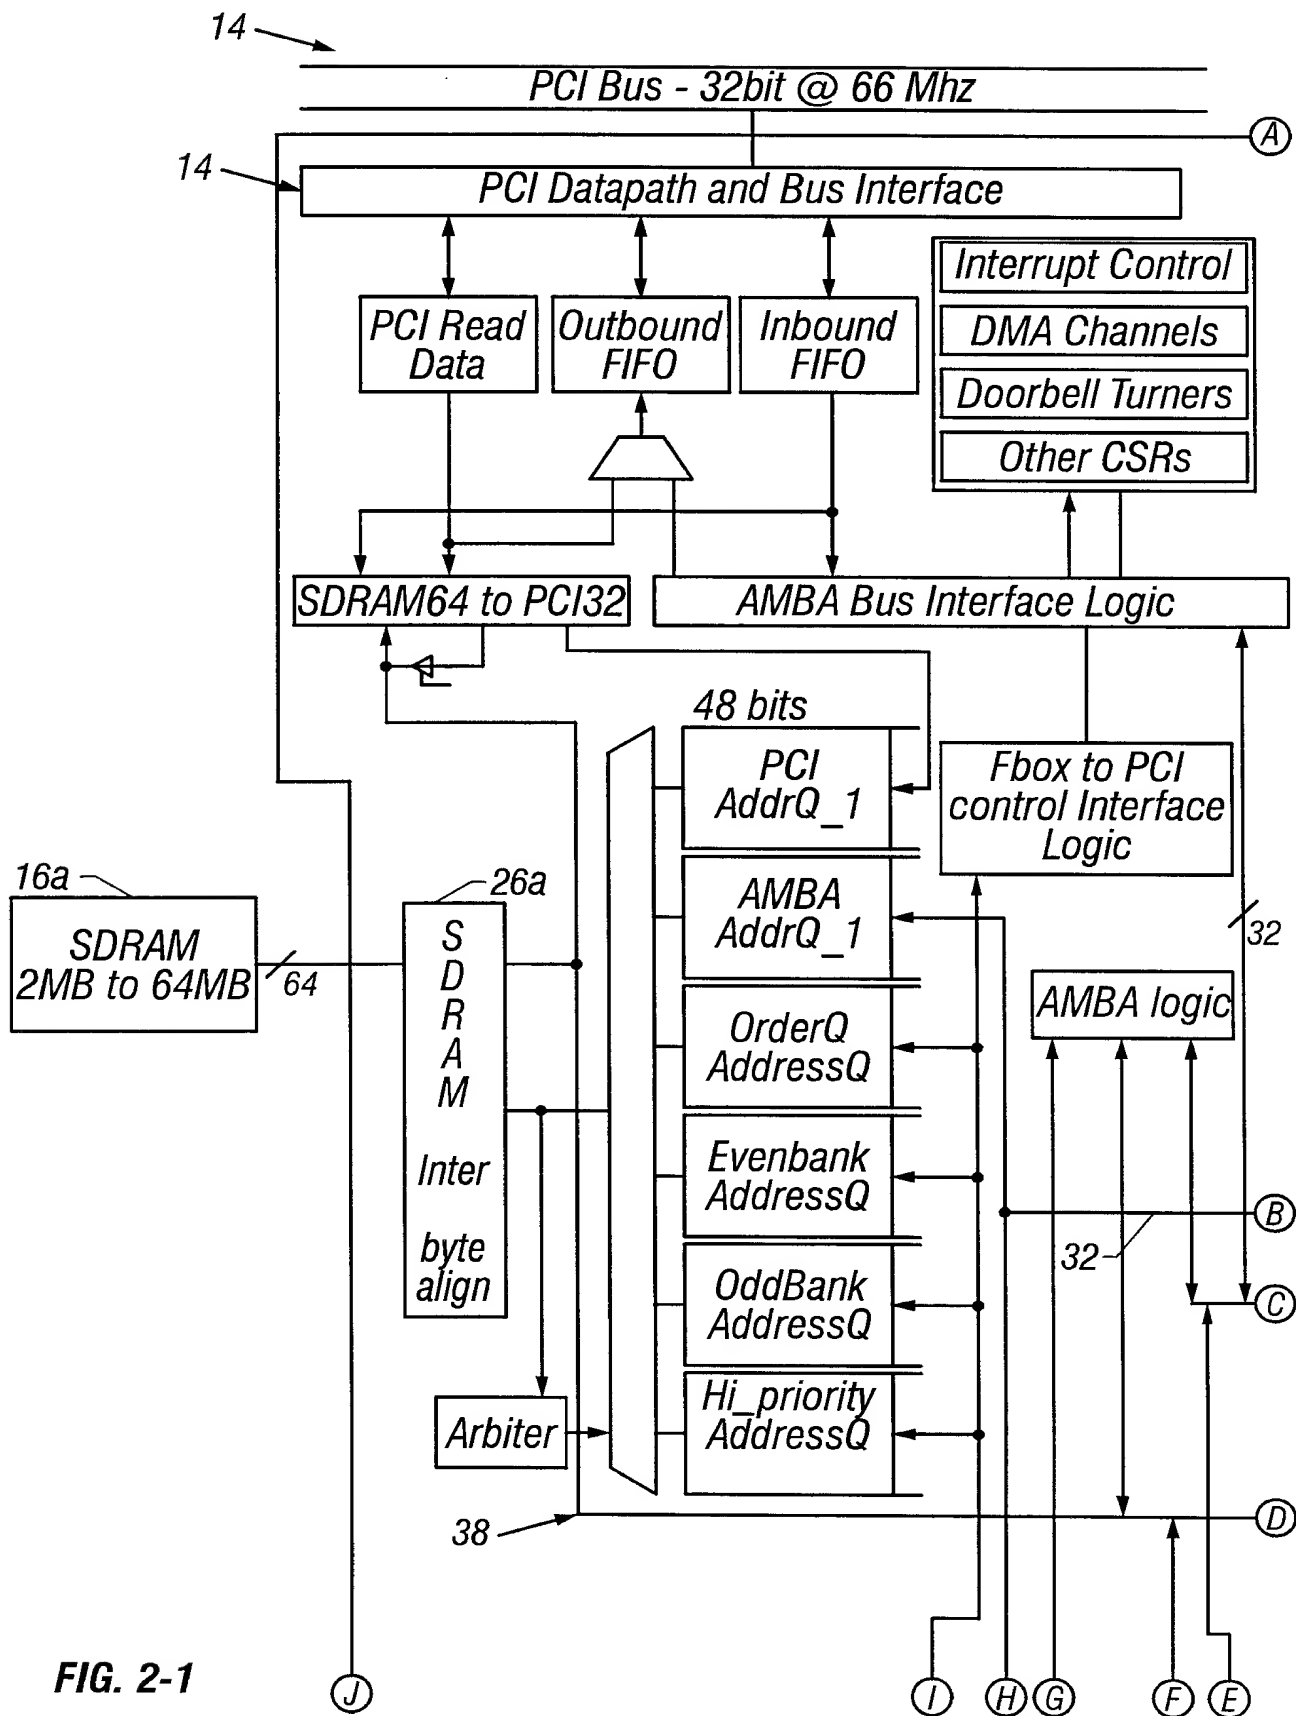 14
PCI Bus - 32bit @ 66 Mhz
A
14
PCI Datapath and Bus Interface
Interrupt Control
DMA Channels
Doorbell Turners
Other CSRs
PCI Read
Data
Outbound
FIFO
Inbound
FIFO
SDRAM64 to PCI32
AMBA Bus Interface Logic
48 bits
PCI
AddrQ_1
Fbox to PCI
control Interface
Logic
16a
26a
SDRAM
2MB to 64MB
64
S
D
R
A
M
Inter
byte
align
AMBA
AddrQ_1
32
AMBA logic
OrderQ
AddressQ
Evenbank
AddressQ
B
32
OddBank
AddressQ
C
Hi_priority
AddressQ
Arbiter
38
D
FIG. 2-1
J
I
H
G
F
E